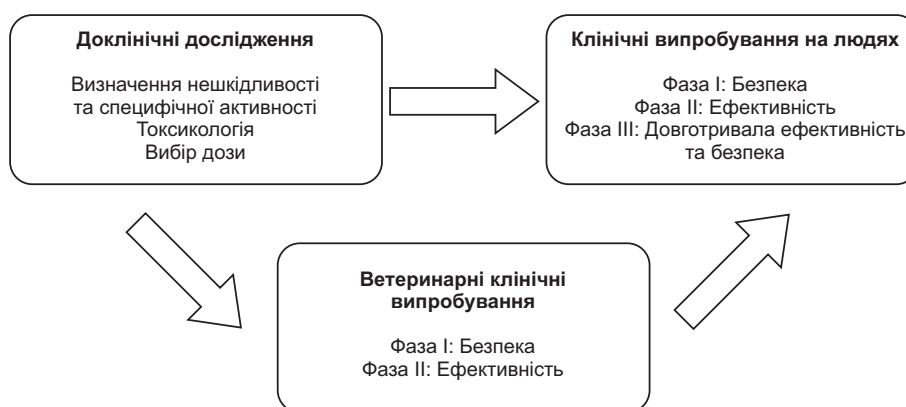 Доклінічні дослідження
Визначення нешкідливості
та специфічної активності
Токсикологія
Вибір дози
Клінічні випробування на людях
Фаза I: Безпека
Фаза II: Ефективність
Фаза III: Довготривала ефективність
та безпека
Ветеринарні клінічні
випробування
Фаза I: Безпека
Фаза II: Ефективність